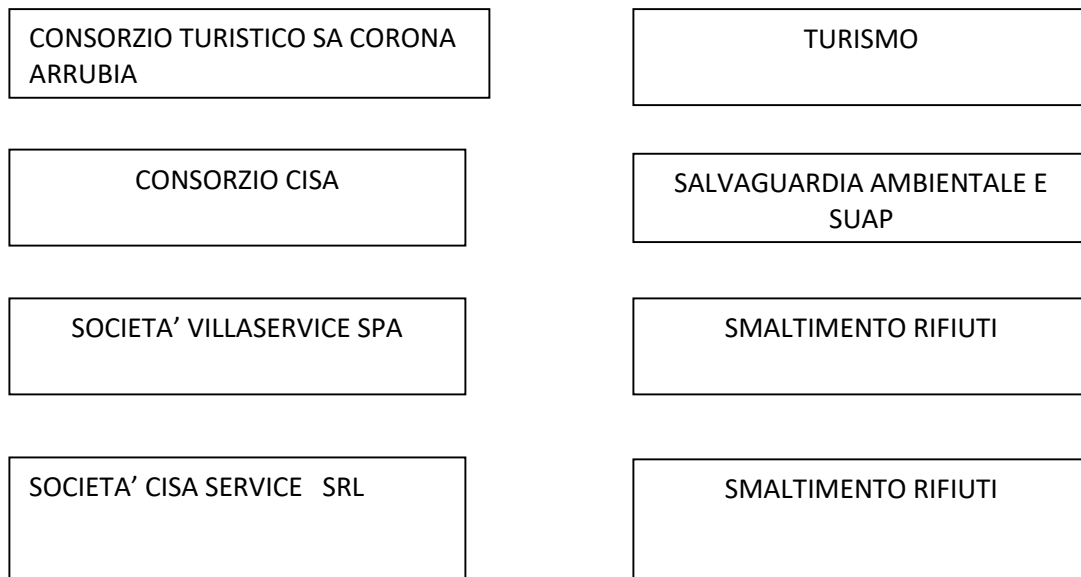 CONSORZIO TURISTICO SA CORONA
ARRUBIA
TURISMO
CONSORZIO CISA
SALVAGUARDIA AMBIENTALE E
SUAP
SOCIETA’ VILLASERVICE SPA
SMALTIMENTO RIFIUTI
SOCIETA’ CISA SERVICE SRL
SMALTIMENTO RIFIUTI